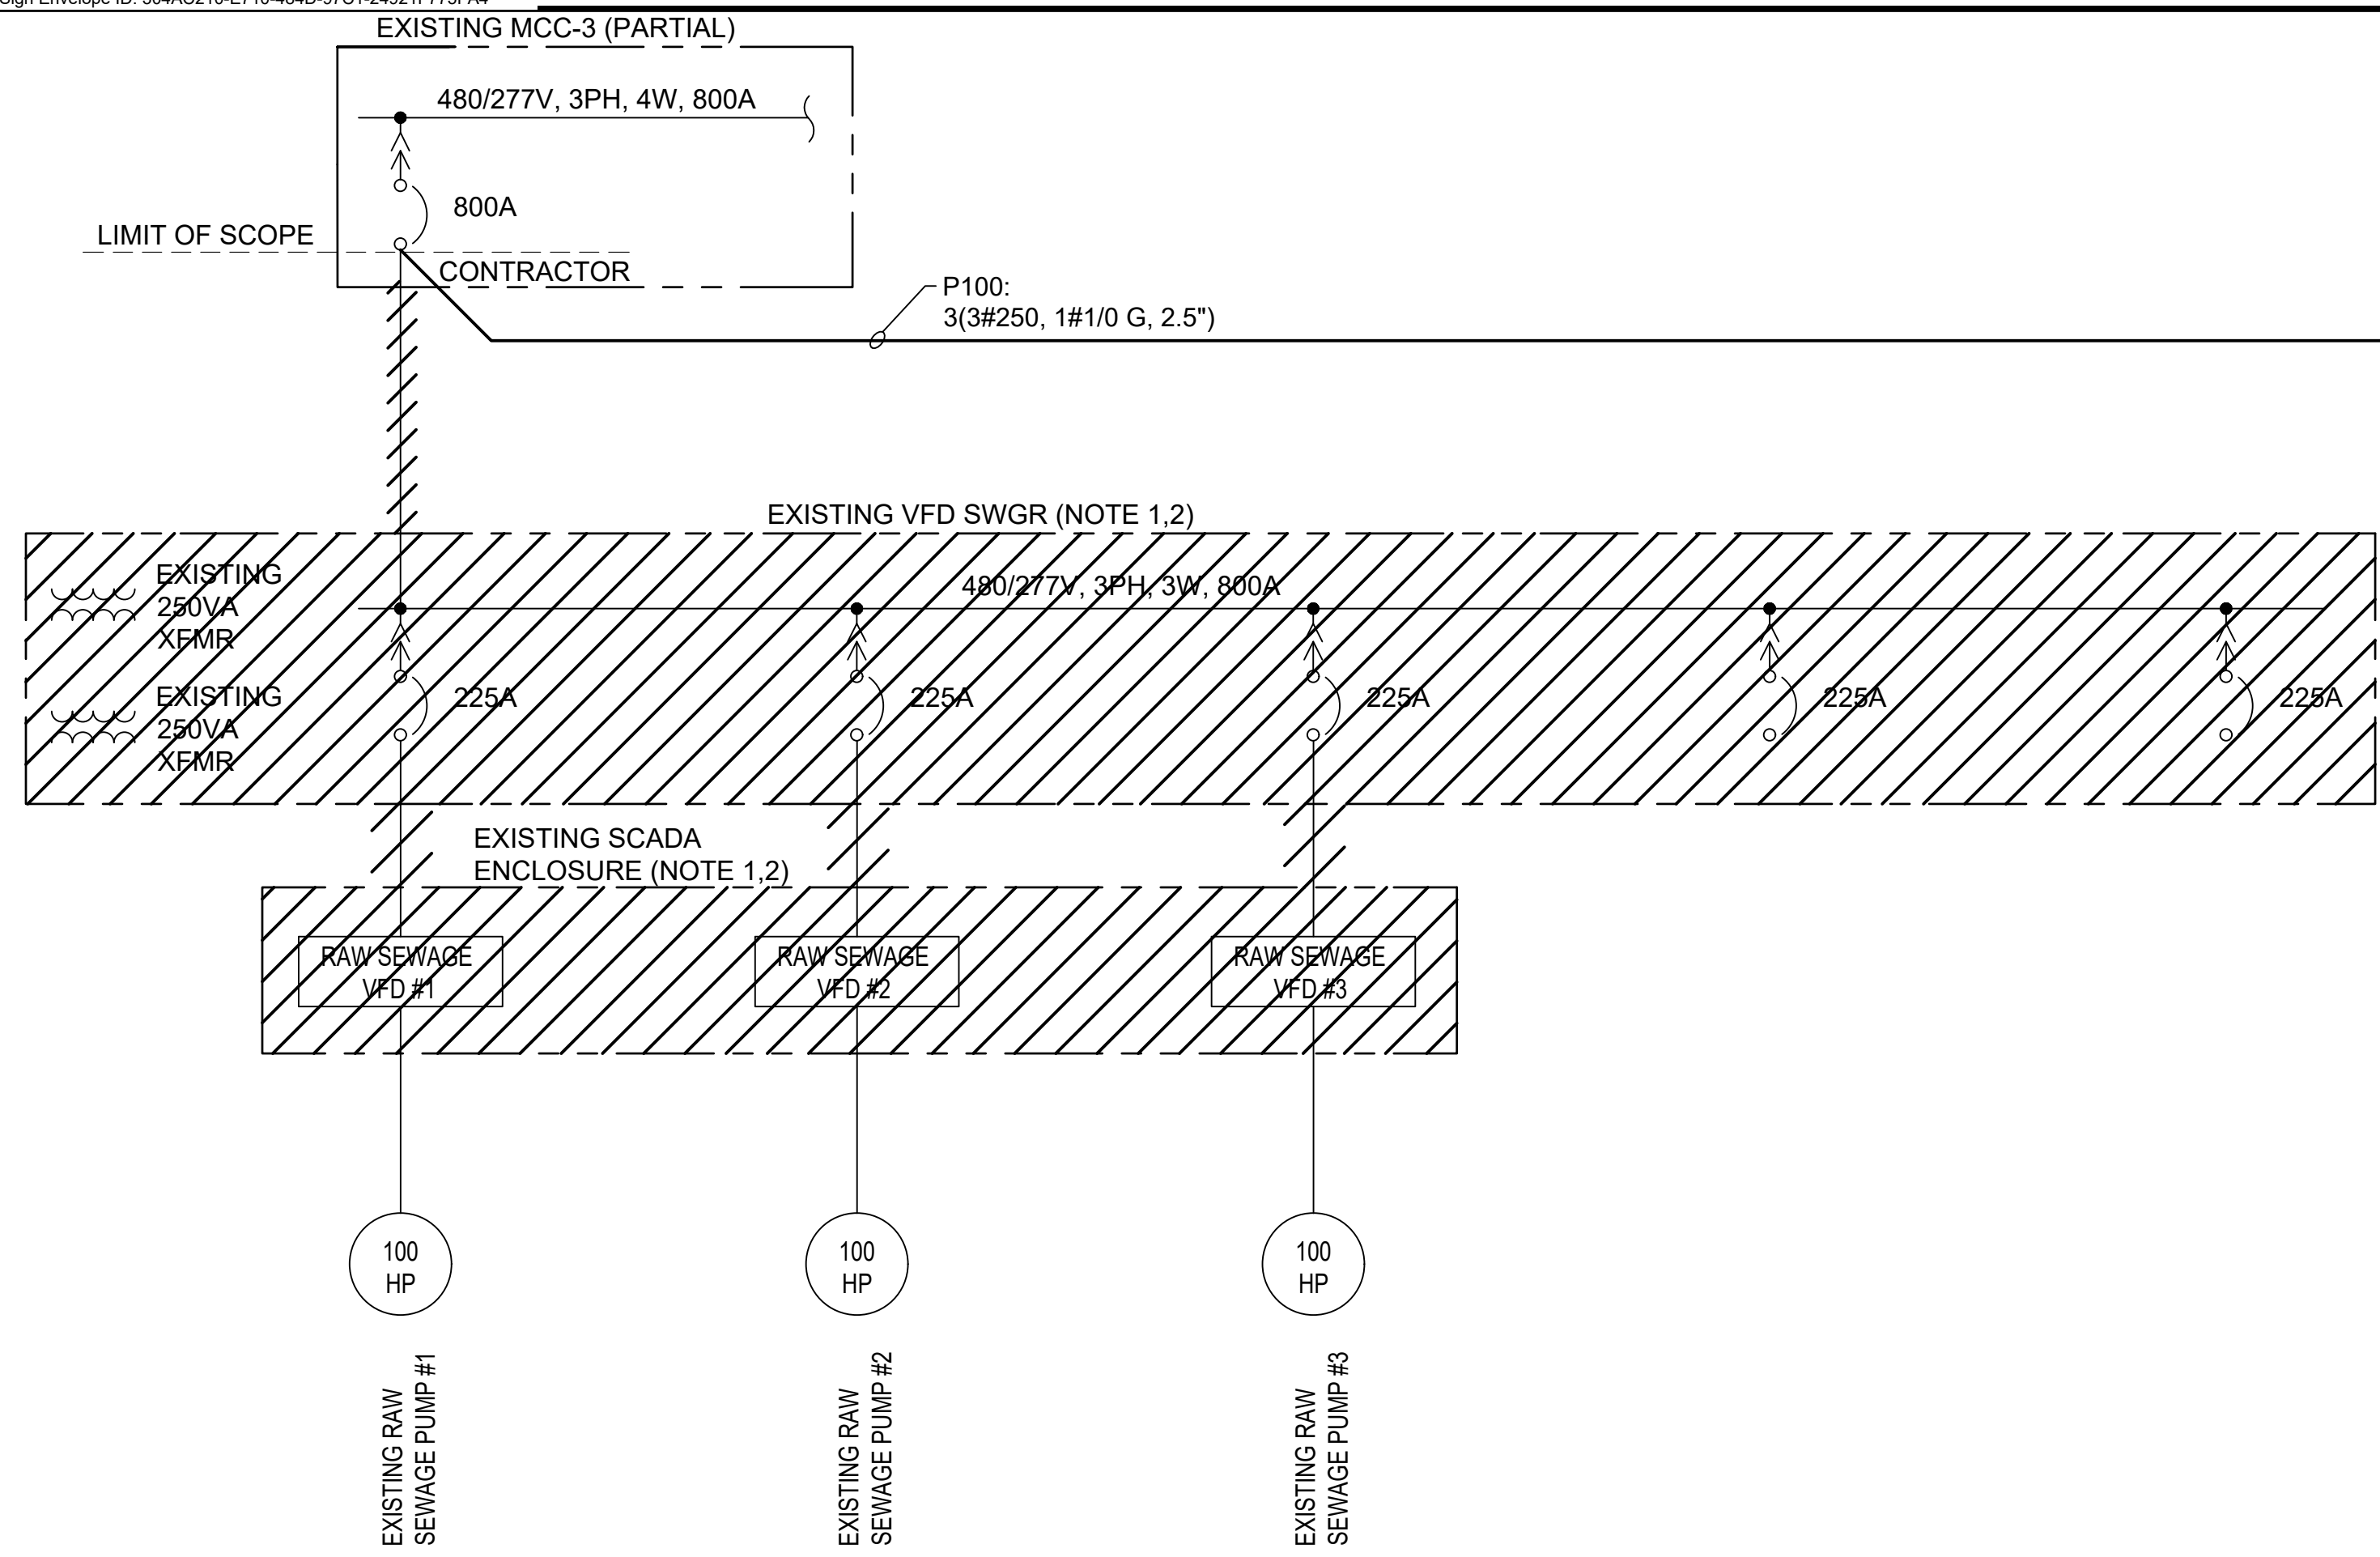 EXISTING MCC-3 (PARTIAL)
480/277V, 3PH, 4W, 800A
800A
LIMIT OF SCOPE
CONTRACTOR
P100:
3(3#250, 1#1/0 G, 2.5")
EXISTING VFD SWGR (NOTE 1,2)
EXISTING
250VA
XFMR
480/277V, 3PH, 3W, 800A
EXISTING
250VA
XFMR
225A
225A
225A
225A
225A
EXISTING SCADA
ENCLOSURE (NOTE 1,2)
RAW SEWAGE
VFD #1
RAW SEWAGE
VFD #2
RAW SEWAGE
VFD #3
100
HP
100
HP
100
HP
EXISTING RAW
SEWAGE PUMP #1
EXISTING RAW
SEWAGE PUMP #2
EXISTING RAW
SEWAGE PUMP #3